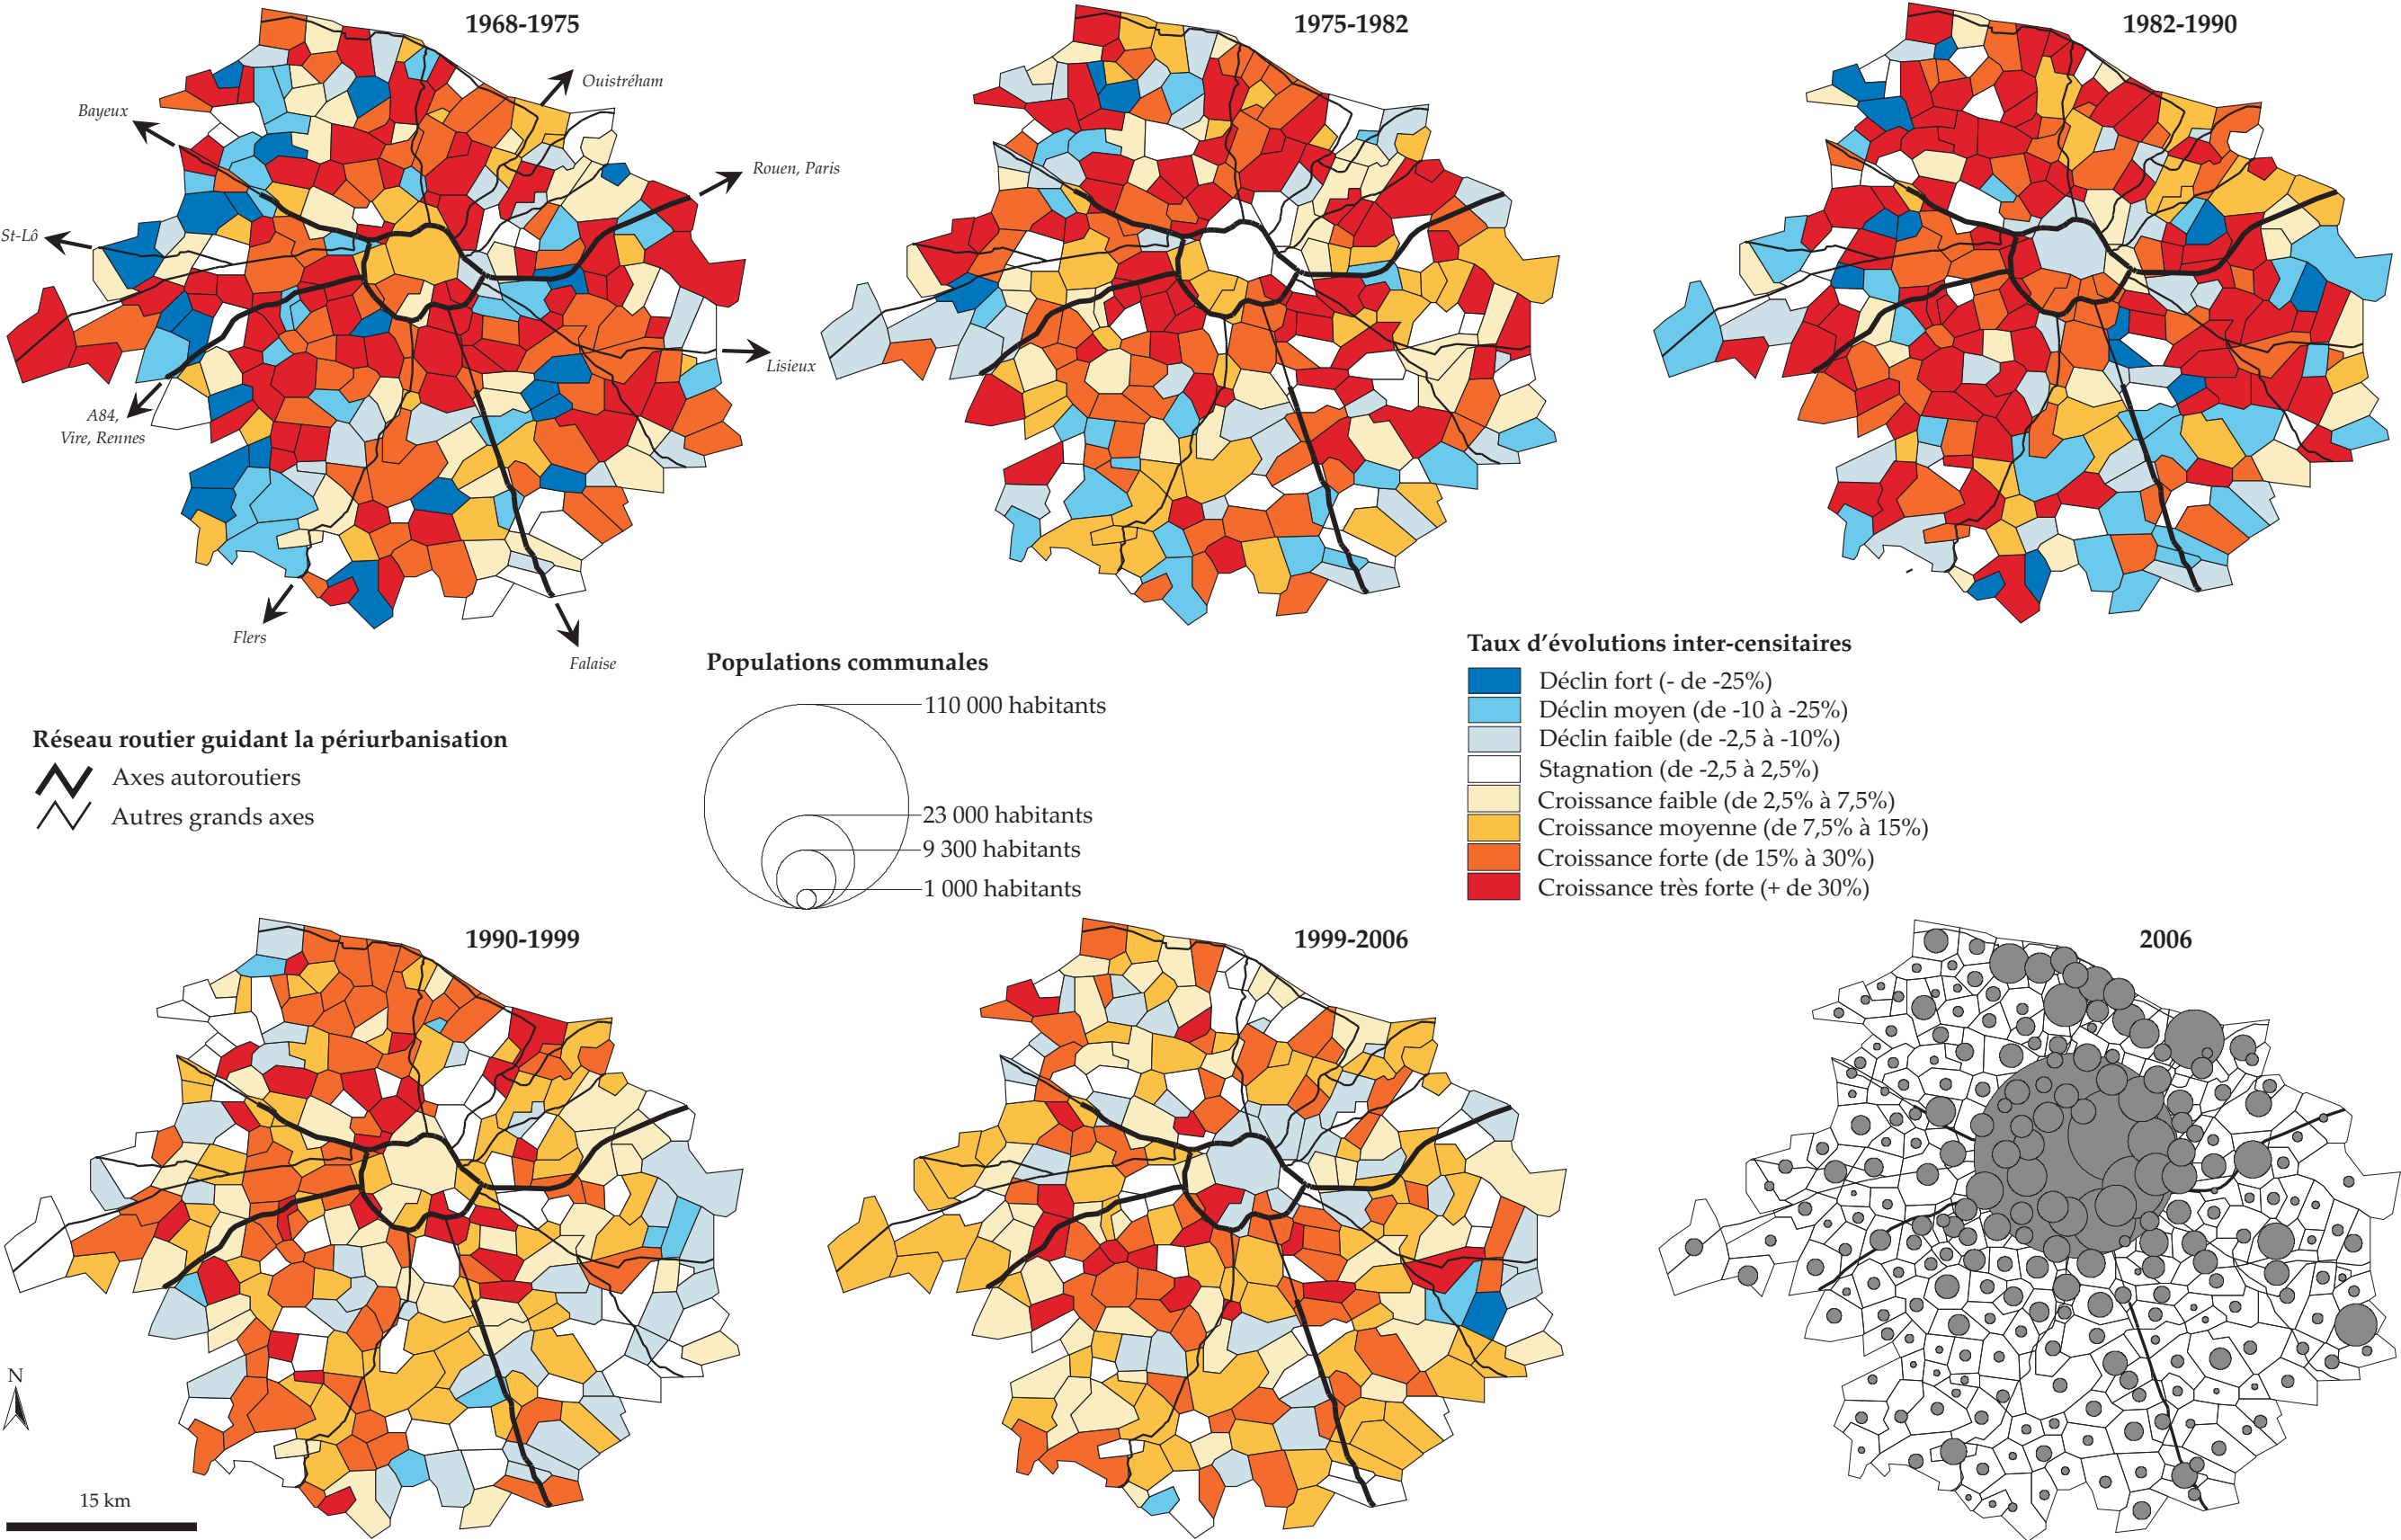 1968-1975
1975-1982
1982-1990
Ouistréham
Bayeux
Rouen, Paris
St-Lô
Lisieux
A84,
Vire, Rennes
Flers
Falaise
Populations communales
110 000 habitants
23 000 habitants
9 300 habitants
1 000 habitants
Réseau routier guidant la périurbanisation
Axes autoroutiers
Autres grands axes
Taux d'évolutions inter-censitaires
Déclin fort (- de -25%)
Déclin moyen (de -10 à -25%)
Déclin faible (de -2,5 à -10%)
Stagnation (de -2,5 à 2,5%)
Croissance faible (de 2,5% à 7,5%)
Croissance moyenne (de 7,5% à 15%)
Croissance forte (de 15% à 30%)
Croissance très forte (+ de 30%)
1990-1999
1999-2006
2006
N
15 km